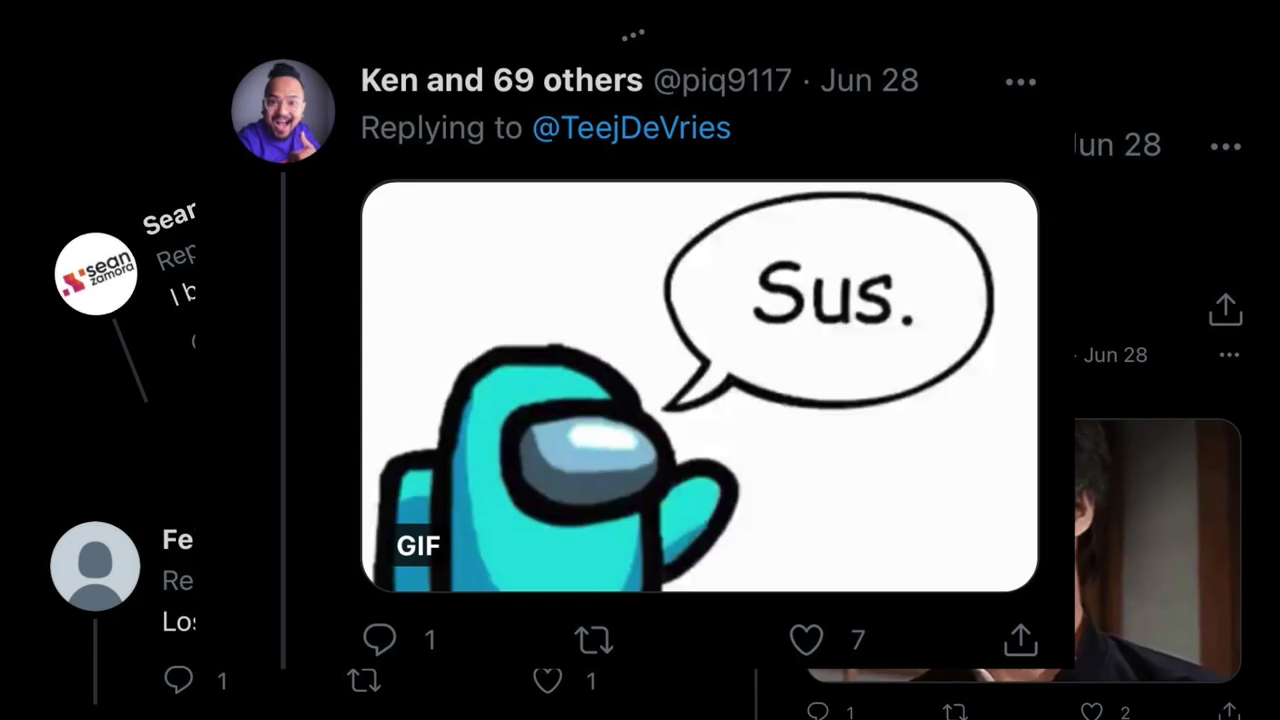 Ken and 69 others @piq9117 · Jun 28
Replying to @TeejDeVries
Sus.
GIF
1
7
Jun 28
Jun 28
sean
zamora
Sean
Rep
I b
Fe
Re
Los
1
1
1
2